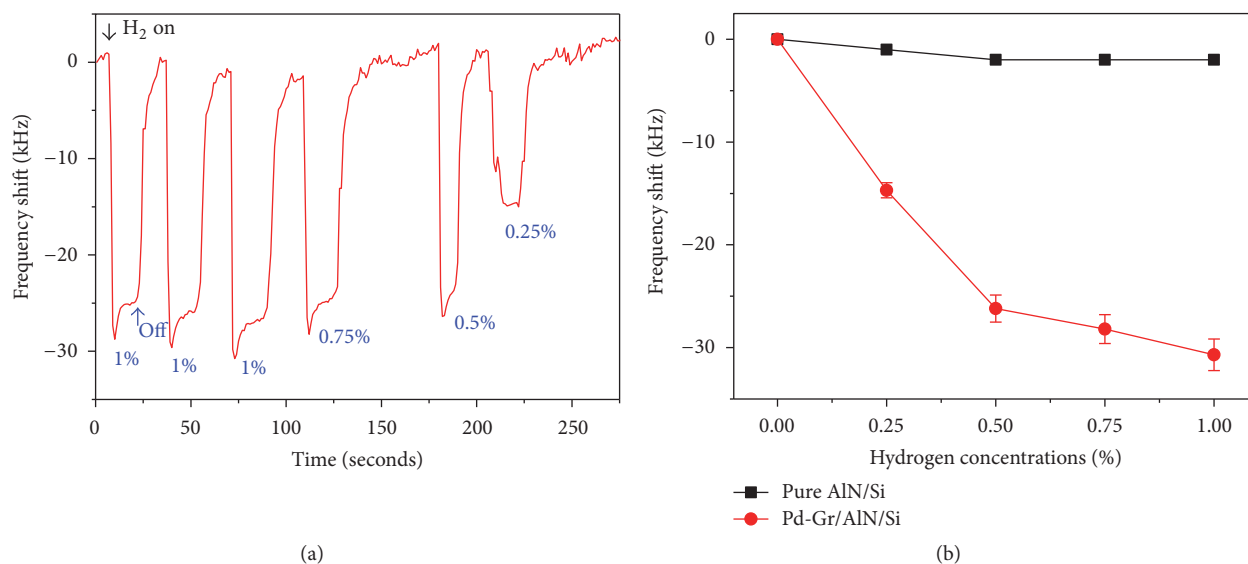 H₂ on
Off
1%
1%
1%
0.75%
0.5%
0.25%
0
−10
−20
−30
Frequency shift (kHz)
0 50 100 150 200 250
Time (seconds)
(a)
0
−10
−20
−30
Frequency shift (kHz)
0.00 0.25 0.50 0.75 1.00
Hydrogen concentrations (%)
Pure AlN/Si
Pd-Gr/AlN/Si
(b)